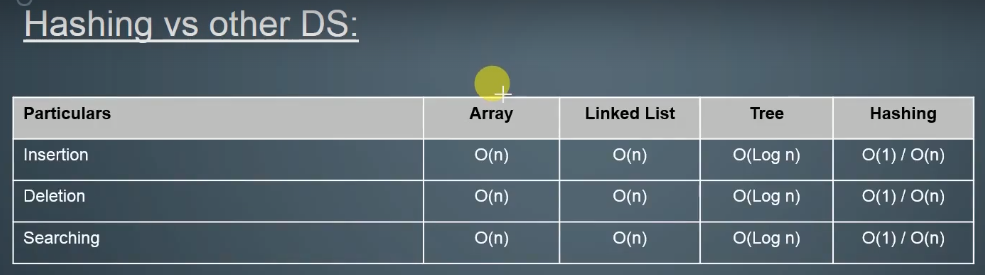 Hashing vs other DS:
Particulars Array Linked List Tree Hashing
Insertion O(n) O(n) O(Log n) O(1) / O(n)
Deletion O(n) O(n) O(Log n) O(1) / O(n)
Searching O(n) O(n) O(Log n) O(1) / O(n)